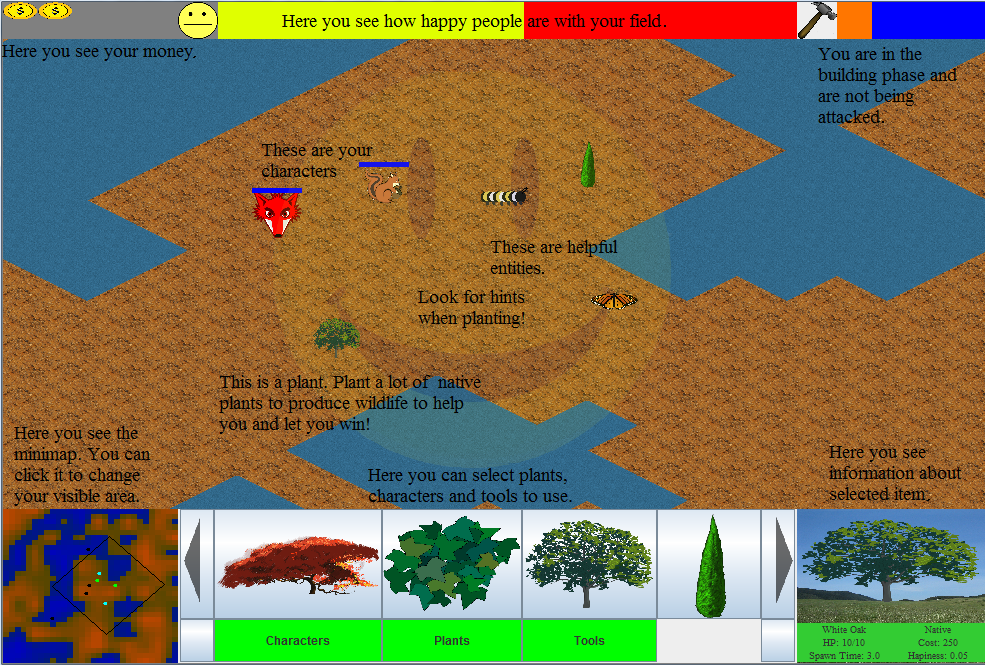 Here you see how happy people are with your field.
Here you see your money.
You are in the
building phase and
are not being
attacked.
These are your
characters
These are helpful
entities.
Look for hints
when planting!
This is a plant. Plant a lot of native
plants to produce wildlife to help
you and let you win!
Here you see the
minimap. You can
click it to change
your visible area.
Here you can select plants,
characters and tools to use.
Here you see
information about
selected item.
Characters
Plants
Tools
White Oak Native
HP: 10/10 Cost: 250
Spawn Time: 3.0 Hapiness: 0.05